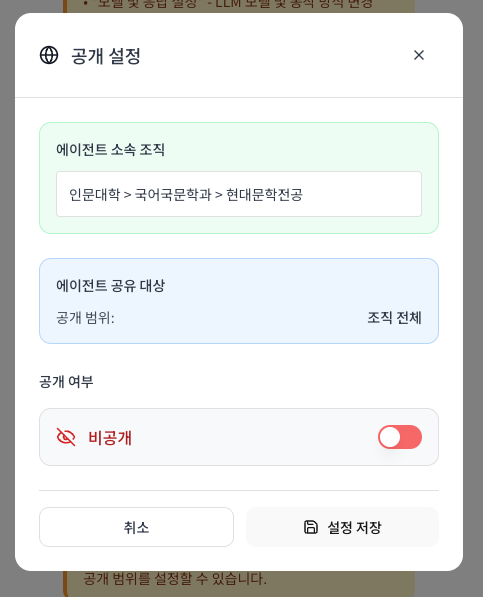 • "모델 및 응답 설정" - LLM 모델 및 동작 방식 변경
공개 설정
에이전트 소속 조직
인문대학 > 국어국문학과 > 현대문학전공
에이전트 공유 대상
공개 범위: 조직 전체
공개 여부
비공개
취소 설정 저장
공개 범위를 설정할 수 있습니다.